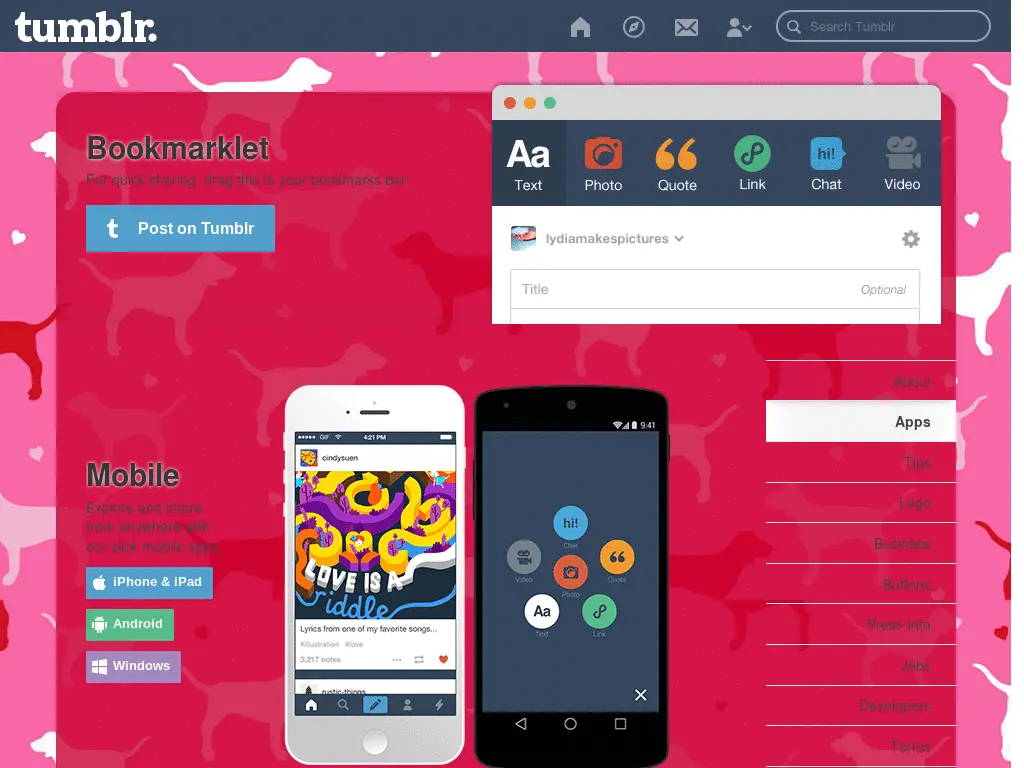 tumblr.
Search Tumblr
Bookmarklet
For quick sharing, drag this to your bookmarks bar.
t Post on Tumblr
Aa
Text
Photo
Quote
Link
hi!
Chat
Video
lydiamakespictures
Title
Optional
About
Apps
Tips
Logo
Business
Buttons
Press Info
Jobs
Developers
Terms
Mobile
Explore and share
from anywhere with
our slick mobile apps.
iPhone & iPad
Android
Windows
GIF
4:21 PM
cindysuen
LOVE IS A
riddle
Lyrics from one of my favorite songs...
#illustration #love
3,217 notes
rustic-things
9:41
hi!
Chat
Video
Quote
Photo
Aa
Text
Link